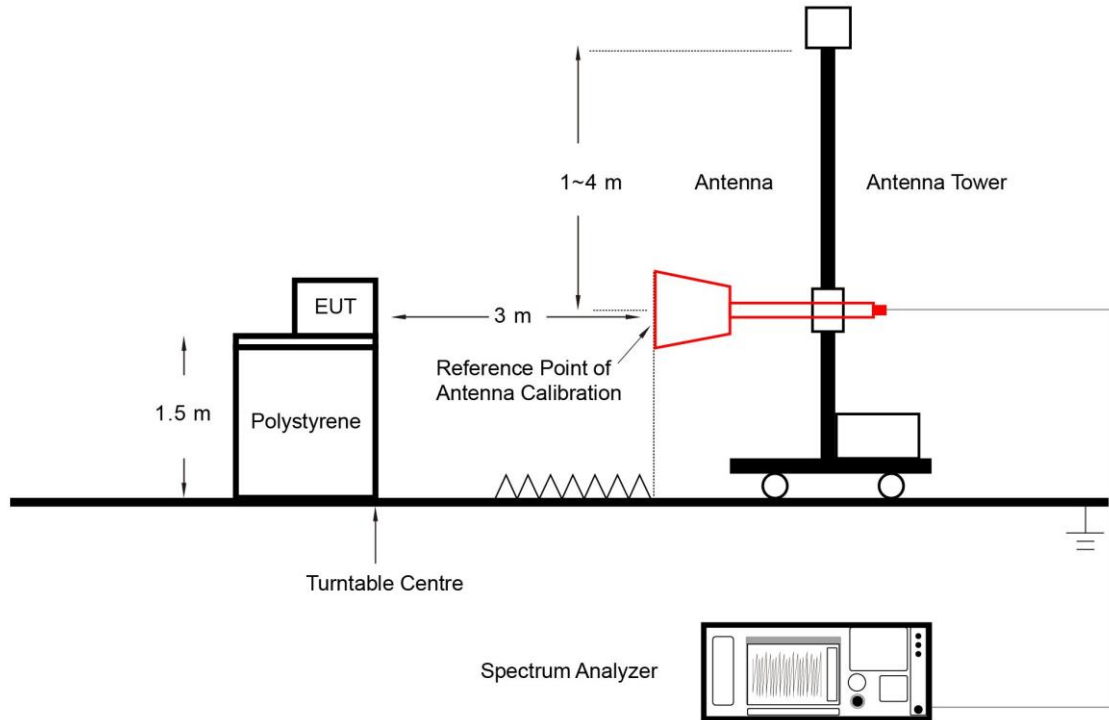 1~4 m
Antenna
Antenna Tower
EUT
3 m
Reference Point of
Antenna Calibration
1.5 m
Polystyrene
Turntable Centre
Spectrum Analyzer